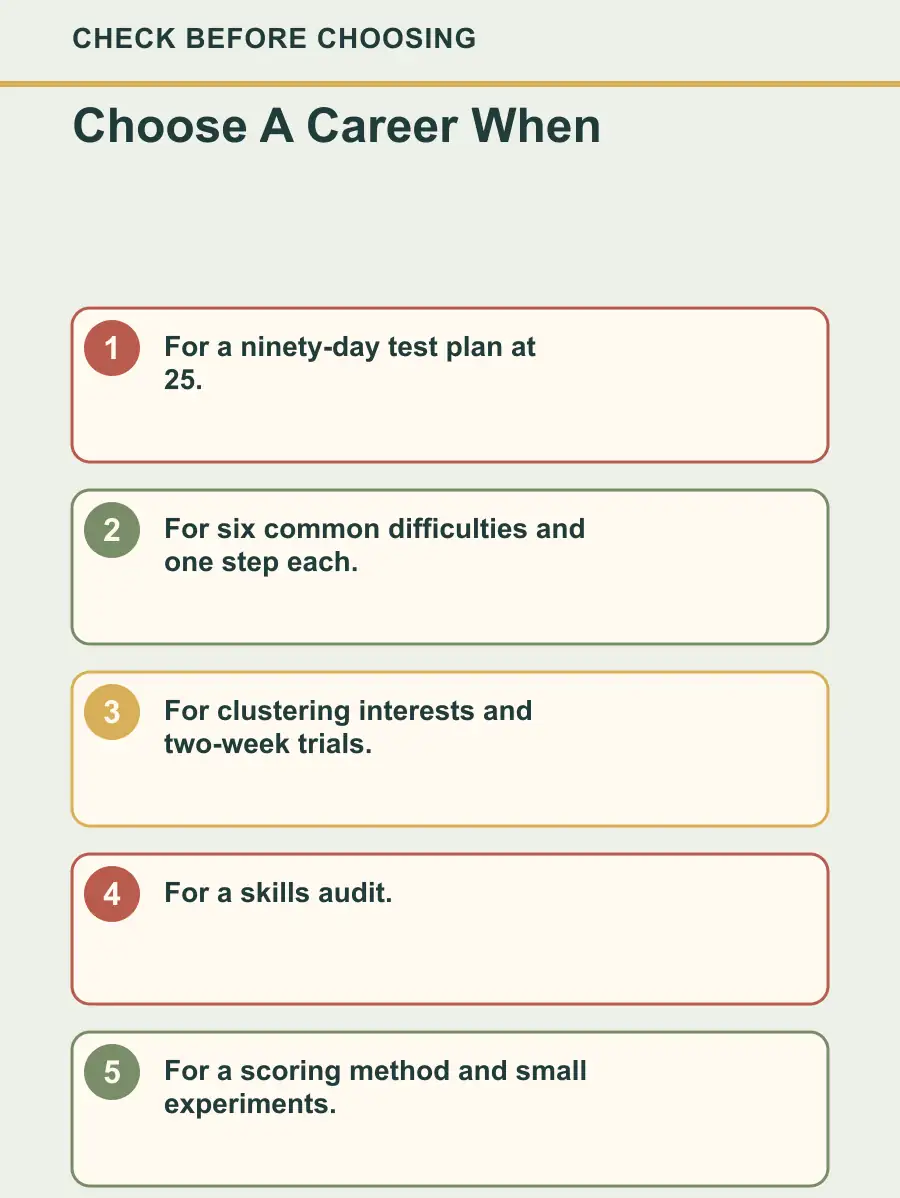 CHECK BEFORE CHOOSING
Choose A Career When
1
For a ninety-day test plan at
25.
2
For six common difficulties and
one step each.
3
For clustering interests and
two-week trials.
4
For a skills audit.
5
For a scoring method and small
experiments.